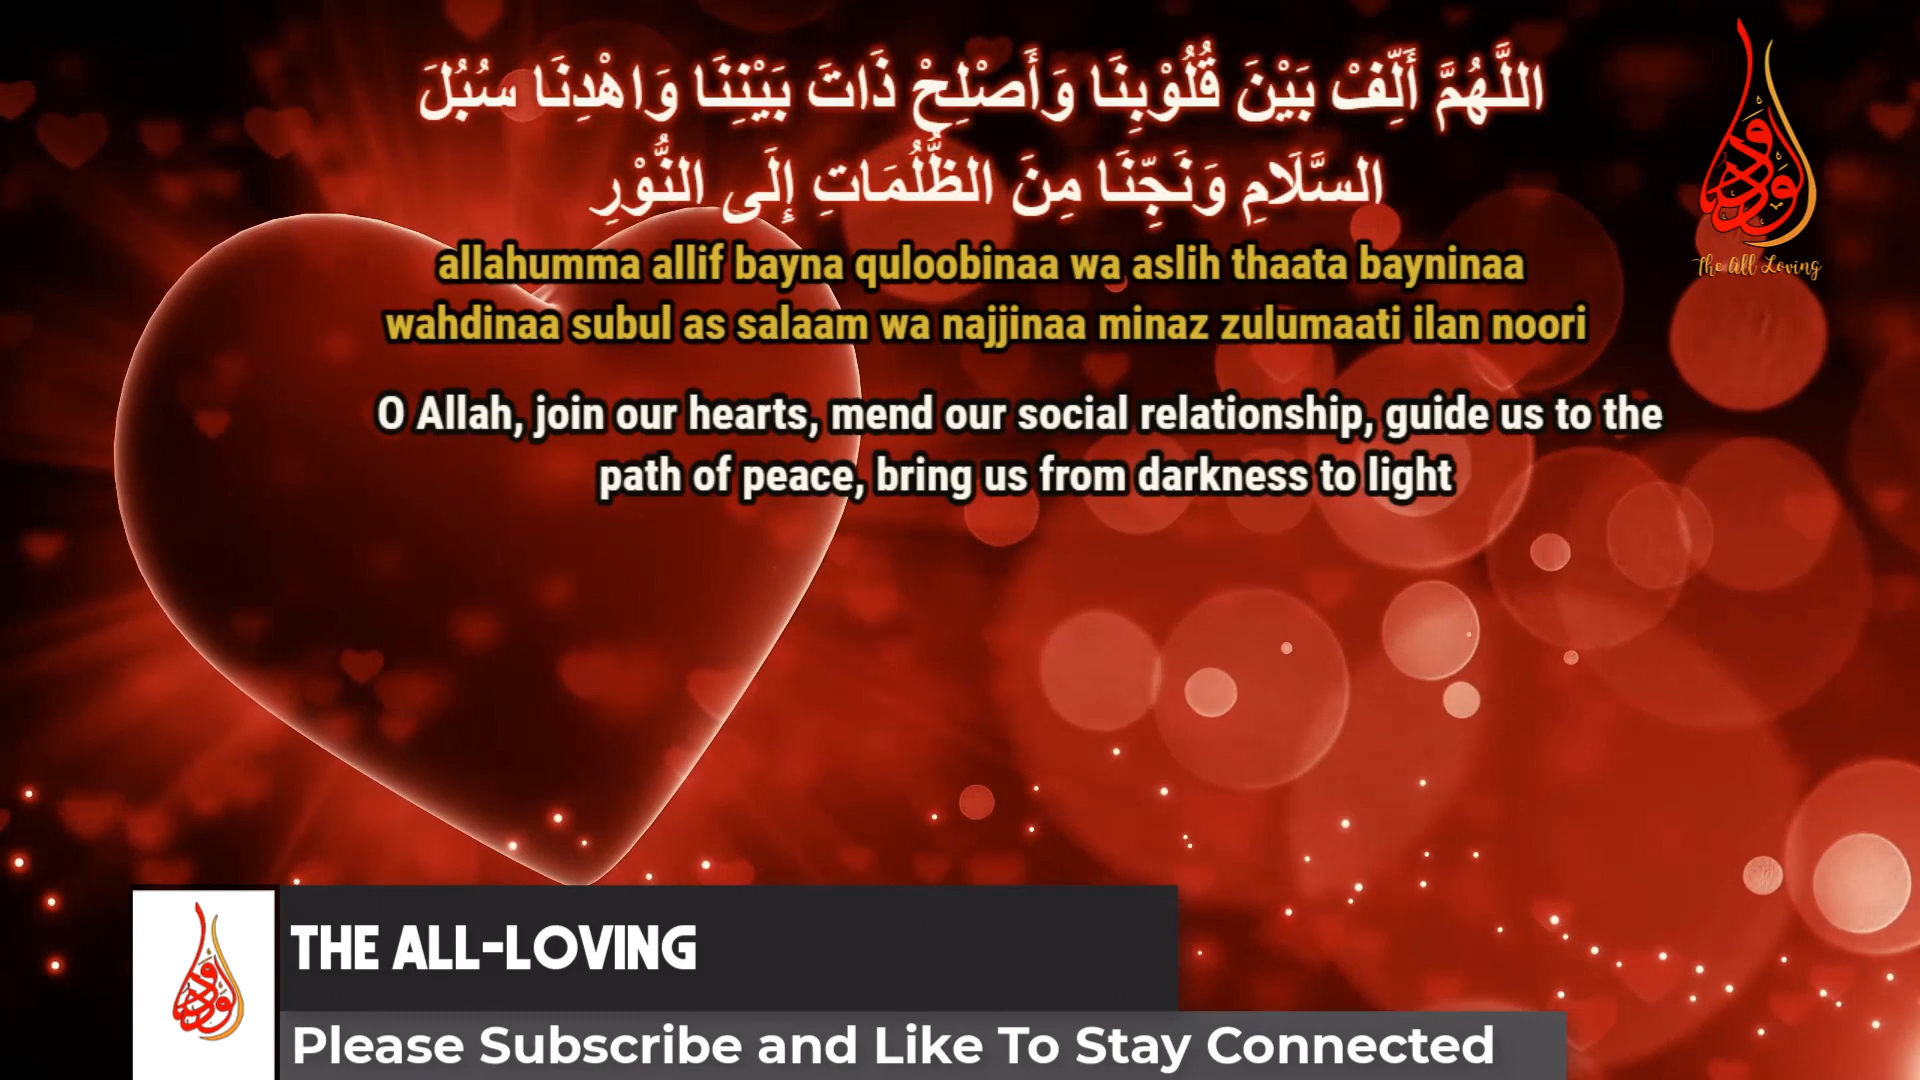 اللَّهُمَّ أَلِّفْ بَيْنَ قُلُوْبِنَا وَأَصْلِحْ ذَاتَ بَيْنِنَا وَاهْدِنَا سُبُلَ
السَّلَامِ وَنَجِّنَا مِنَ الظُّلُمَاتِ إِلَى النُّوْرِ
allahumma allif bayna quloobinaa wa aslih thaata bayninaa
wahdinaa subul as salaam wa najjinaa minaz zulumaati ilan noori
O Allah, join our hearts, mend our social relationship, guide us to the
path of peace, bring us from darkness to light
The All Loving
THE ALL-LOVING
Please Subscribe and Like To Stay Connected